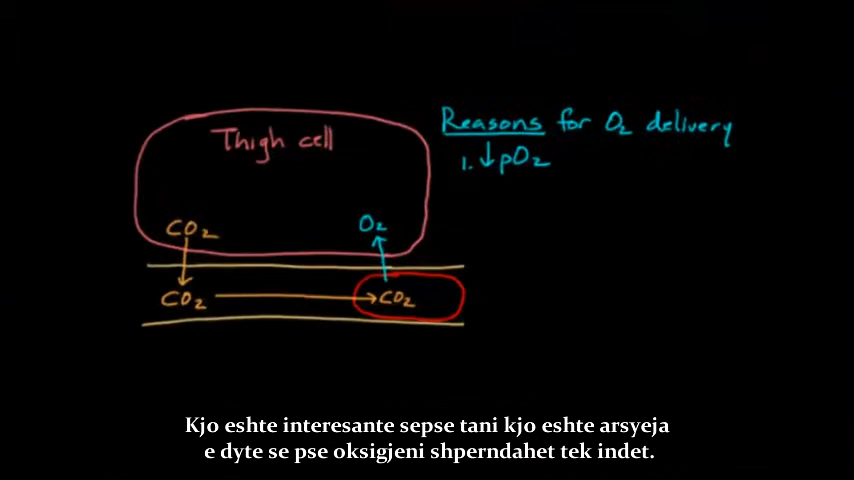 Reasons for O₂ delivery
1. ↓pO₂
Thigh cell
CO₂ O₂
CO₂ → CO₂
Kjo eshte interesante sepse tani kjo eshte arsyeja
e dyte se pse oksigjeni shperndahet tek indet.